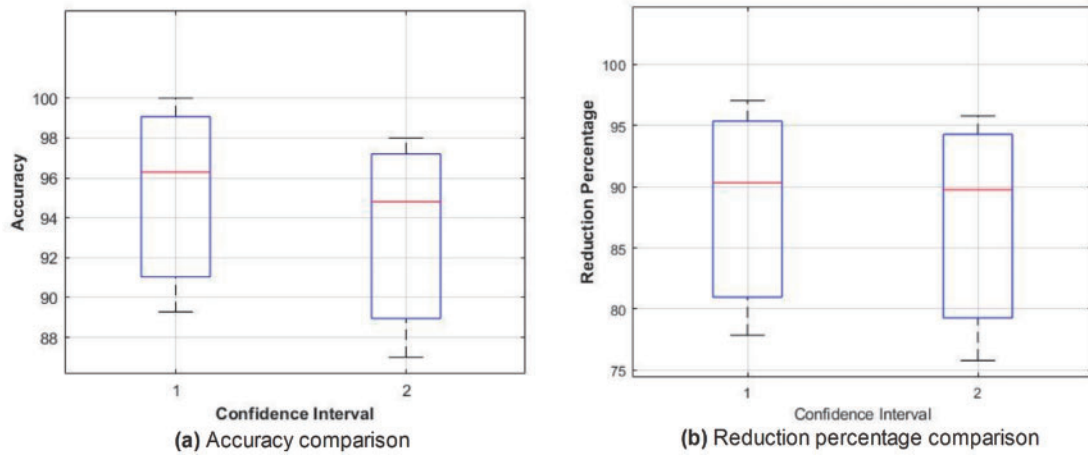 100
98
96
94
92
90
88
Accuracy
1
2
Confidence Interval
(a) Accuracy comparison
100
95
90
85
80
75
Reduction Percentage
1
2
Confidence Interval
(b) Reduction percentage comparison